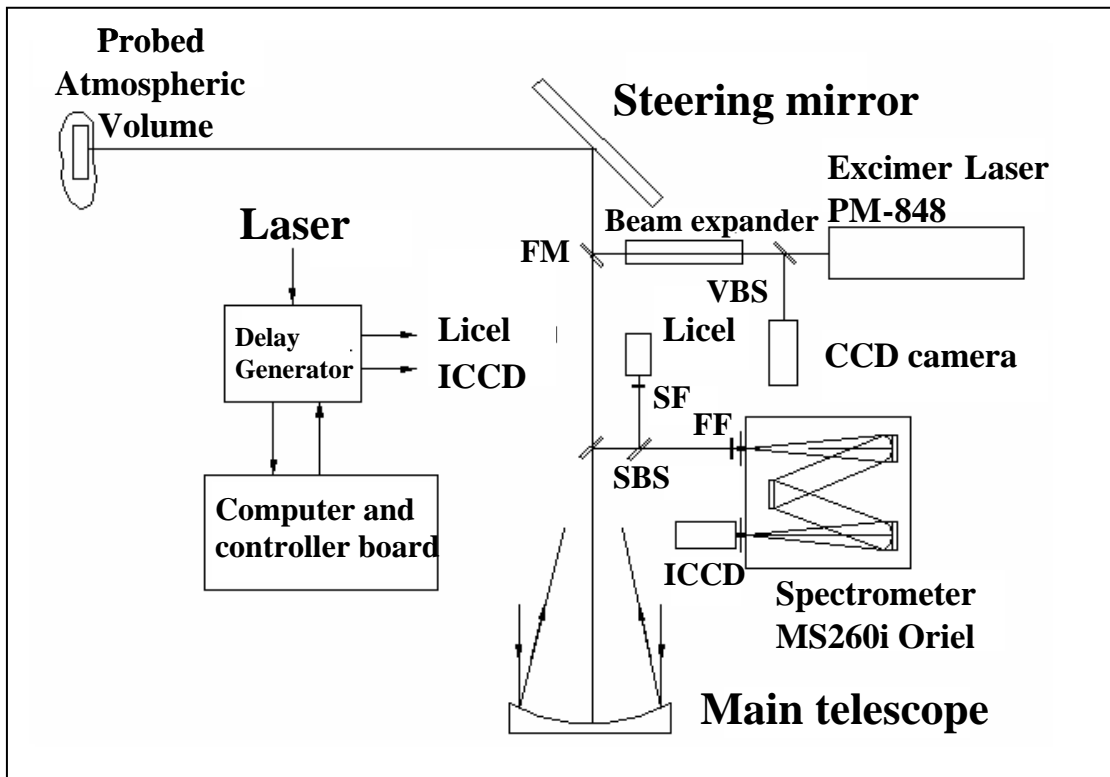 Probed
Atmospheric
Volume
Steering mirror
Excimer Laser
PM-848
Beam expander
Laser
FM
VBS
Delay
Generator
Licel
ICCD
Licel
CCD camera
SF
FF
SBS
Computer and
controller board
ICCD
Spectrometer
MS260i Oriel
Main telescope